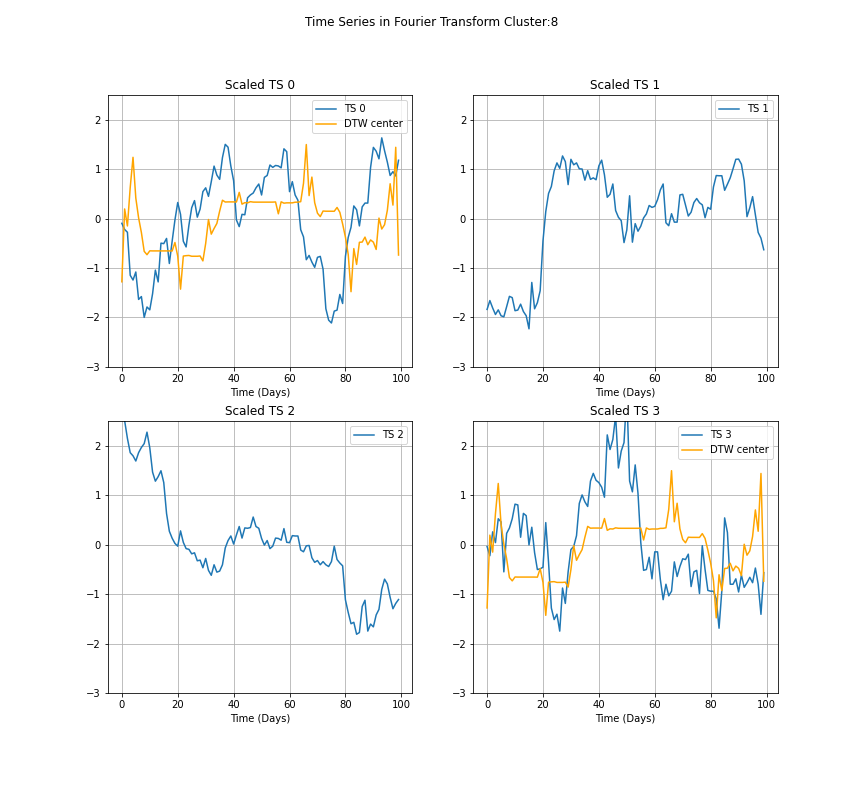 Time Series in Fourier Transform Cluster:8
Scaled TS 0
TS 0
DTW center
2
1
0
−1
−2
−3
0 20 40 60 80 100
Time (Days)
Scaled TS 1
TS 1
2
1
0
−1
−2
−3
0 20 40 60 80 100
Time (Days)
Scaled TS 2
TS 2
2
1
0
−1
−2
−3
0 20 40 60 80 100
Time (Days)
Scaled TS 3
TS 3
DTW center
2
1
0
−1
−2
−3
0 20 40 60 80 100
Time (Days)